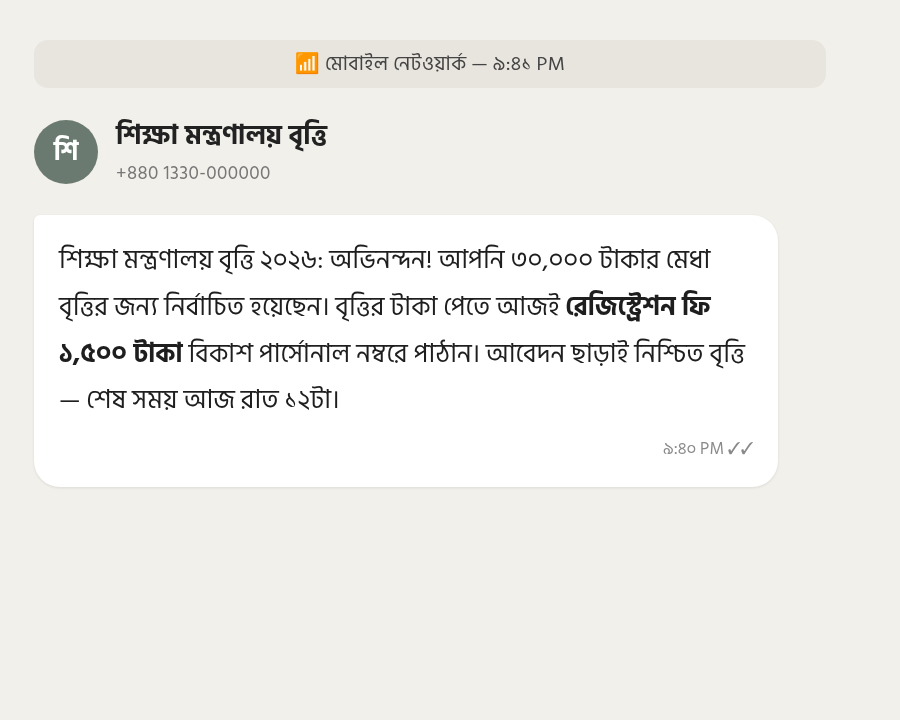 📶 মোবাইল নেটওয়ার্ক — ৯:৪১ PM
শি
শিক্ষা মন্ত্রণালয় বৃত্তি
+880 1330-000000
শিক্ষা মন্ত্রণালয় বৃত্তি ২০২৬: অভিনন্দন! আপনি ৩০,০০০ টাকার মেধা
বৃত্তির জন্য নির্বাচিত হয়েছেন। বৃত্তির টাকা পেতে আজই রেজিস্ট্রেশন ফি
১,৫০০ টাকা বিকাশ পার্সোনাল নম্বরে পাঠান। আবেদন ছাড়াই নিশ্চিত বৃত্তি
— শেষ সময় আজ রাত ১২টা।
৯:৪০ PM ✓✓